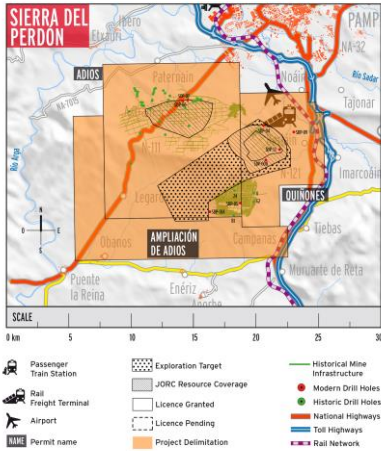 SIERRA
DEL
PERDÓN
PAMP
Ibero
Etxauri
NA-32
ADIOS
Paternáin
Noáin
Río Sadar
Tajonar
NA-7015
N-111
Río Arga
N-121
Imarcoáin
Legarda
QUIÑONES
AMPLIACIÓN
DE ADIOS
Obanos
Campanas
Tiebas
Muruarte de Reta
Puente
la Reina
Enériz
N
S
SCALE
0 km
5
10
15
20
25
30
Passenger
Train Station
Rail
Freight Terminal
Airport
NAME
Permit name
Exploration Target
JORC Resource Coverage
Licence Granted
Licence Pending
Project Delimitation
Historical Mine
Infrastructure
Modern Drill Holes
Historic Drill Holes
National Highways
Toll Highways
Rail Network